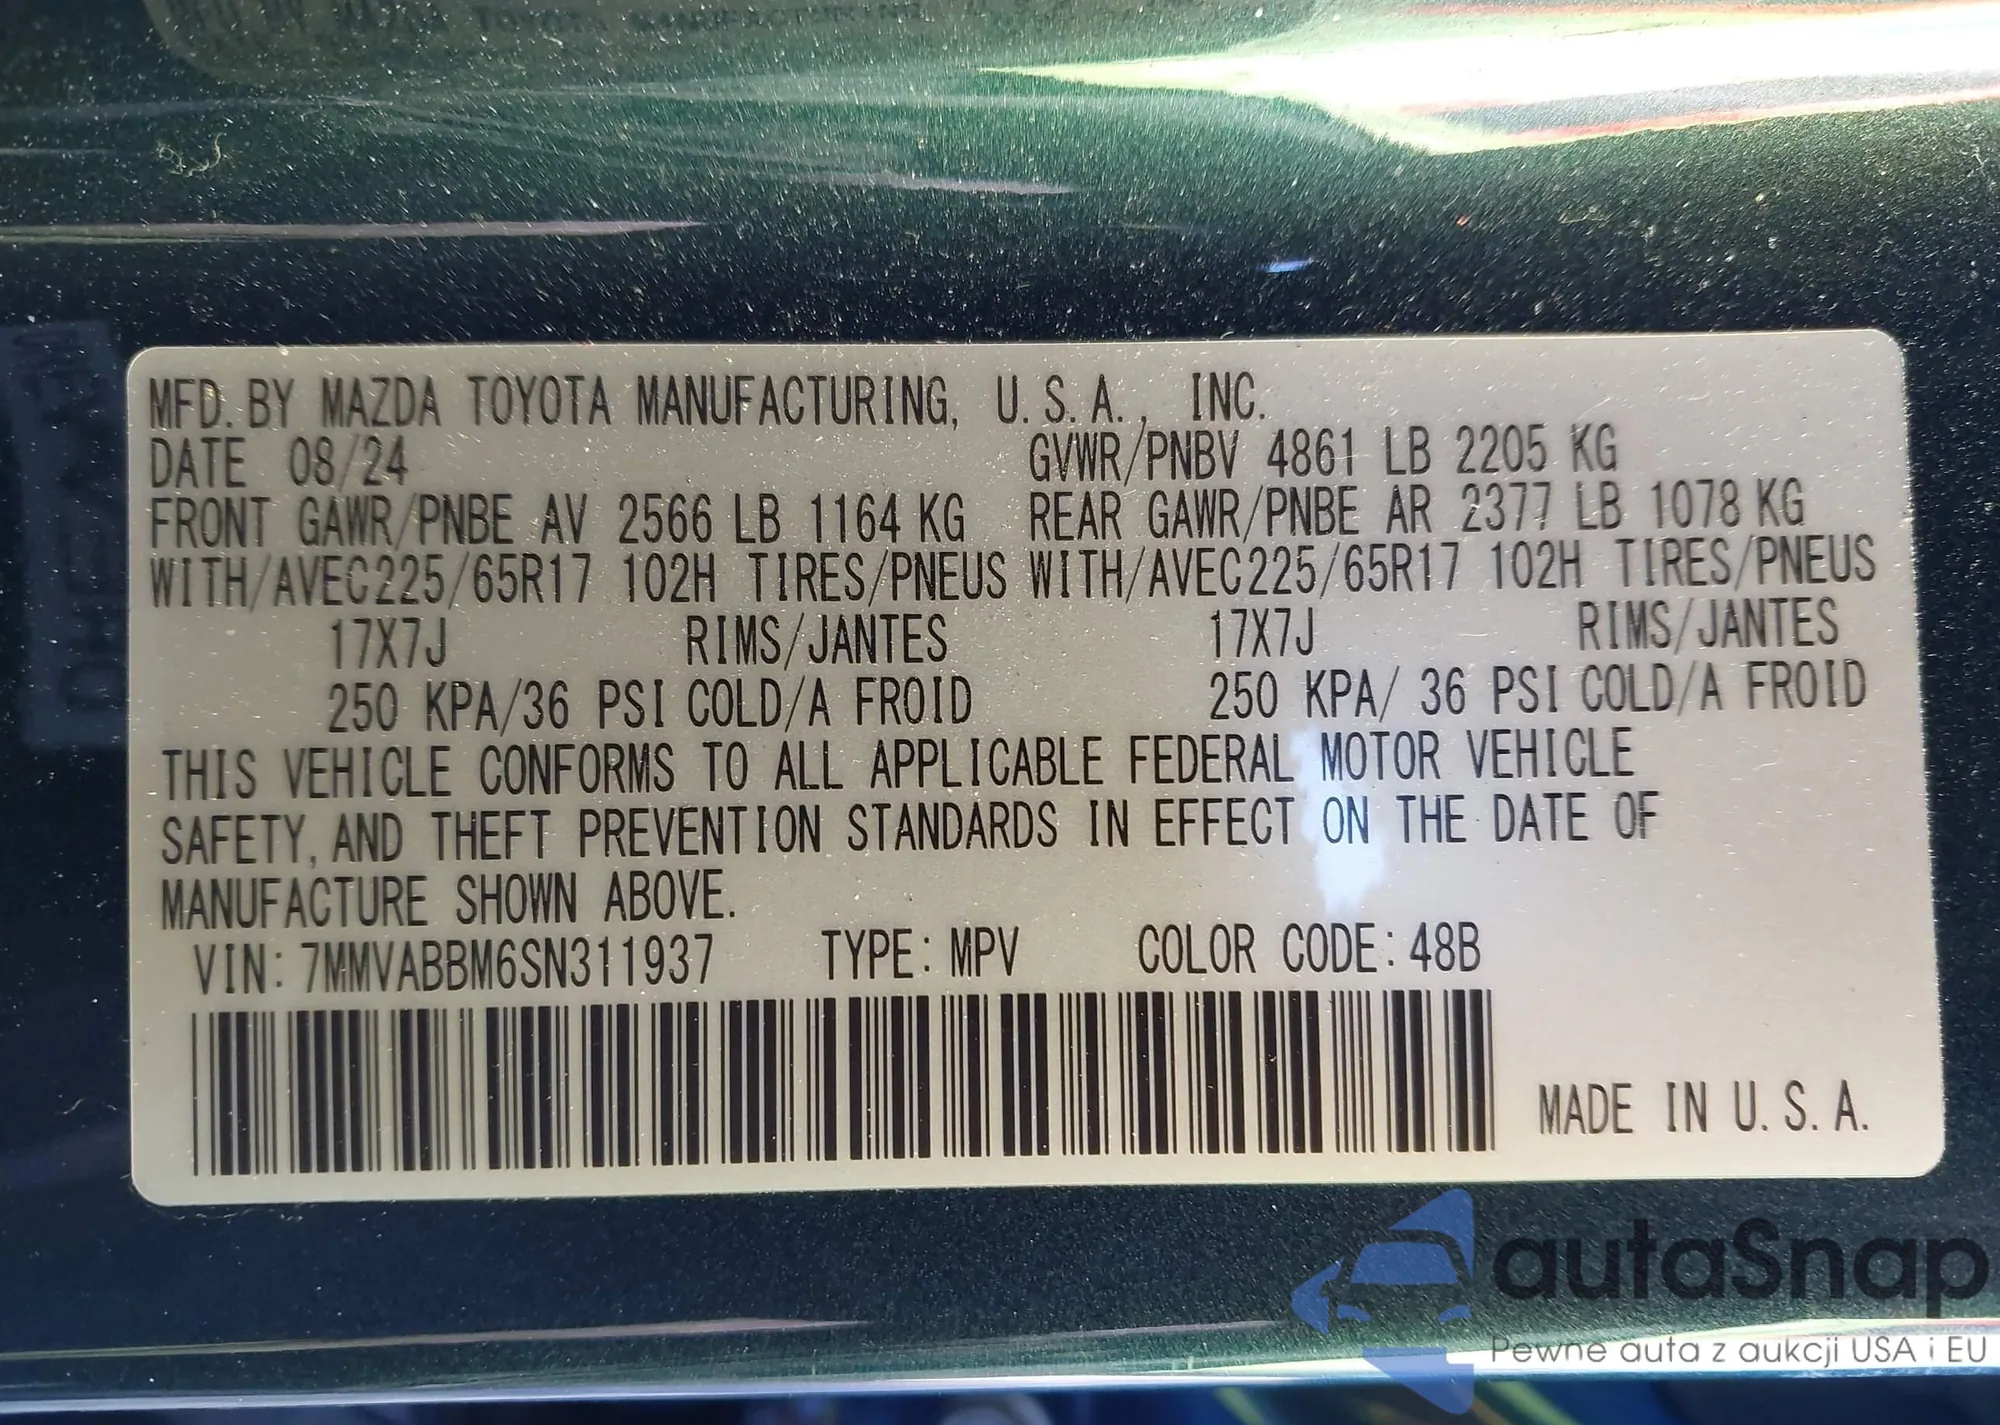 MFD. BY MAZDA TOYOTA MANUFACTURING, U.S.A., INC.
DATE 08/24 GVWR/PNBV 4861 LB 2205 KG
FRONT GAWR/PNBE AV 2566 LB 1164 KG REAR GAWR/PNBE AR 2377 LB 1078 KG
WITH/AVEC225/65R17 102H TIRES/PNEUS WITH/AVEC225/65R17 102H TIRES/PNEUS
17X7J RIMS/JANTES 17X7J RIMS/JANTES
250 KPA/36 PSI COLD/A FROID 250 KPA/ 36 PSI COLD/A FROID
THIS VEHICLE CONFORMS TO ALL APPLICABLE FEDERAL MOTOR VEHICLE
SAFETY, AND THEFT PREVENTION STANDARDS IN EFFECT ON THE DATE OF
MANUFACTURE SHOWN ABOVE.
VIN: 7MMVABBM6SN311937 TYPE: MPV COLOR CODE: 48B
MADE IN U.S.A.
autaSnap
Pewne auta z aukcji USA i EU